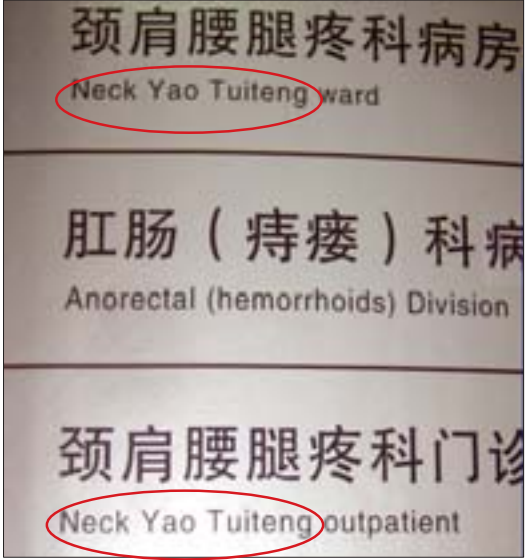 颈肩腰腿疼科病房
Neck Yao Tuiteng ward
肛肠（痔瘘）科病
Anorectal (hemorrhoids) Division
颈肩腰腿疼科门诊
Neck Yao Tuiteng outpatient